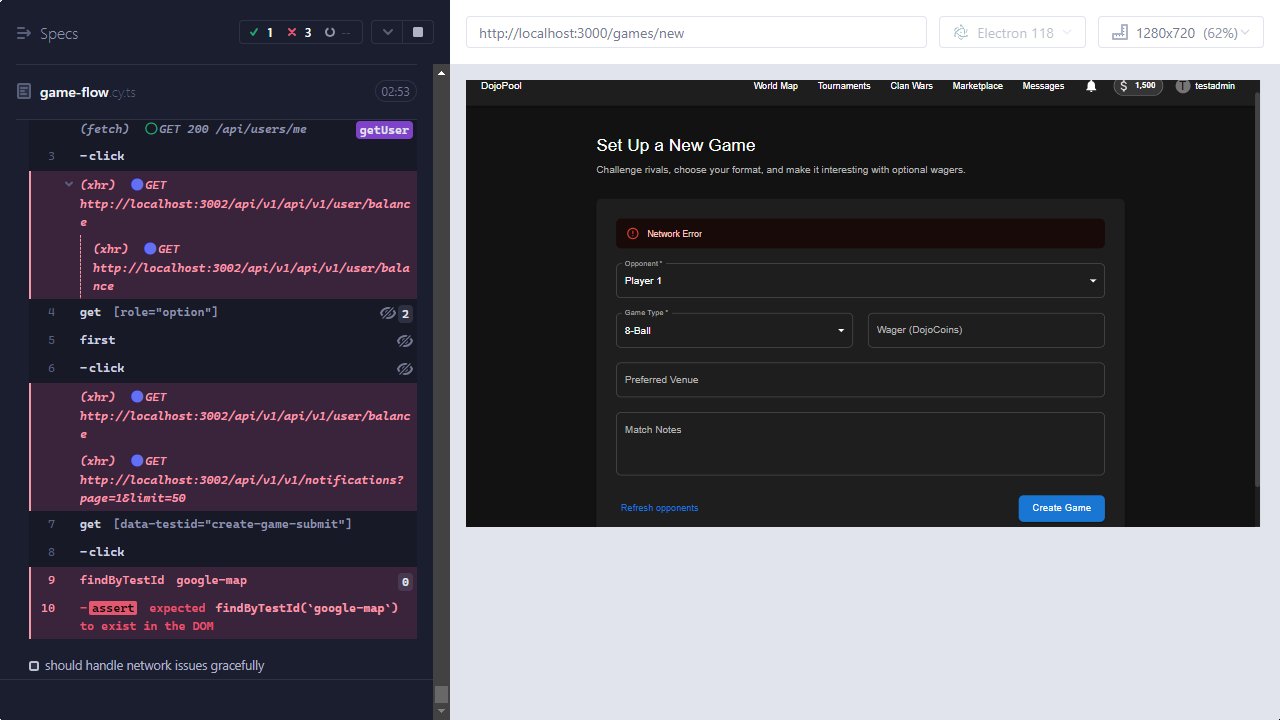 Specs
1
3
--
game-flow.cy.ts
02:53
(fetch) GET 200 /api/users/me getUser
3 -click
(xhr) GET
http://localhost:3002/api/v1/api/v1/user/balanc
e
(xhr) GET
http://localhost:3002/api/v1/api/v1/user/bala
nce
4 get [role="option"] 2
5 first
6 -click
(xhr) GET
http://localhost:3002/api/v1/api/v1/user/balanc
e
(xhr) GET
http://localhost:3002/api/v1/v1/notifications?
page=1&limit=50
7 get [data-testid="create-game-submit"]
8 -click
9 findByTestId google-map 0
10 -assert expected findByTestId(`google-map`)
to exist in the DOM
should handle network issues gracefully
http://localhost:3000/games/new
Electron 118
1280x720 (62%)
DojoPool
World Map
Tournaments
Clan Wars
Marketplace
Messages
$ 1,500
T testadmin
Set Up a New Game
Challenge rivals, choose your format, and make it interesting with optional wagers.
Network Error
Opponent *
Player 1
Game Type *
8-Ball
Wager (DojoCoins)
Preferred Venue
Match Notes
Refresh opponents
Create Game